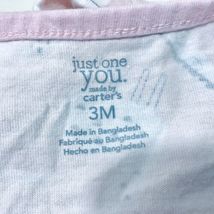 just one
you.
made by
carter's
3M
Made in Bangladesh
Fabriqué au Bangladesh
Hecho en Bangladesh